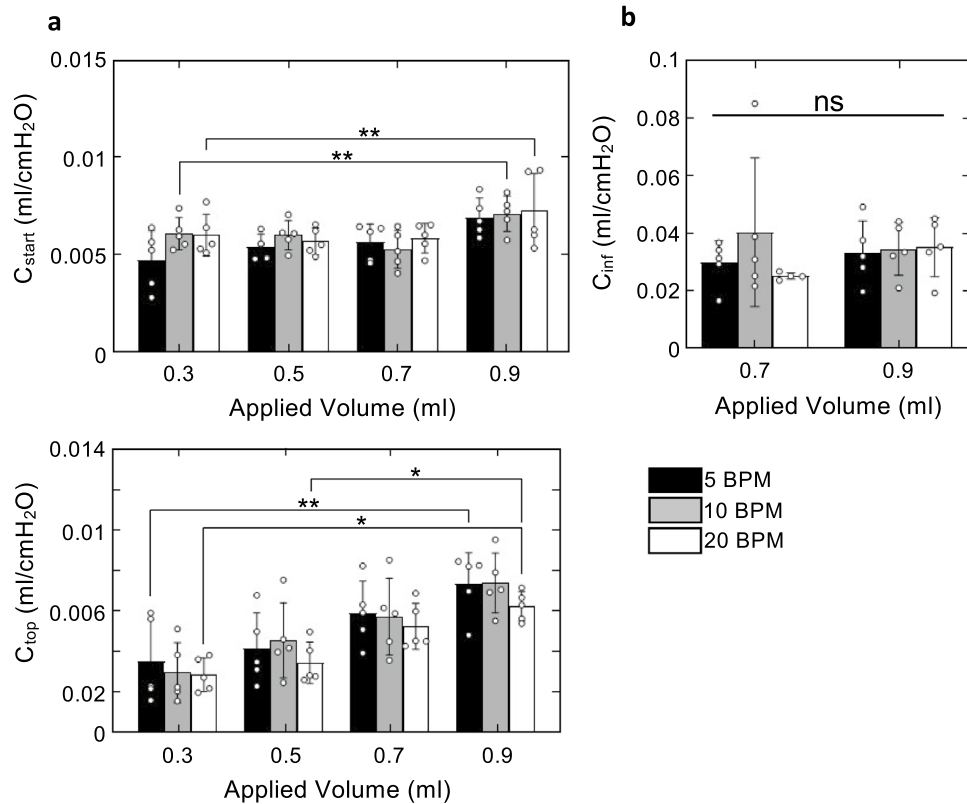 a
0.015
0.01
0.005
0
C_start (ml/cmH₂O)
**
**
0.3 0.5 0.7 0.9
Applied Volume (ml)
b
0.1
0.08
0.06
0.04
0.02
0
C_inf (ml/cmH₂O)
ns
0.7 0.9
Applied Volume (ml)
0.014
0.01
0.006
0.02
0
C_top (ml/cmH₂O)
*
**
*
0.3 0.5 0.7 0.9
Applied Volume (ml)
5 BPM
10 BPM
20 BPM